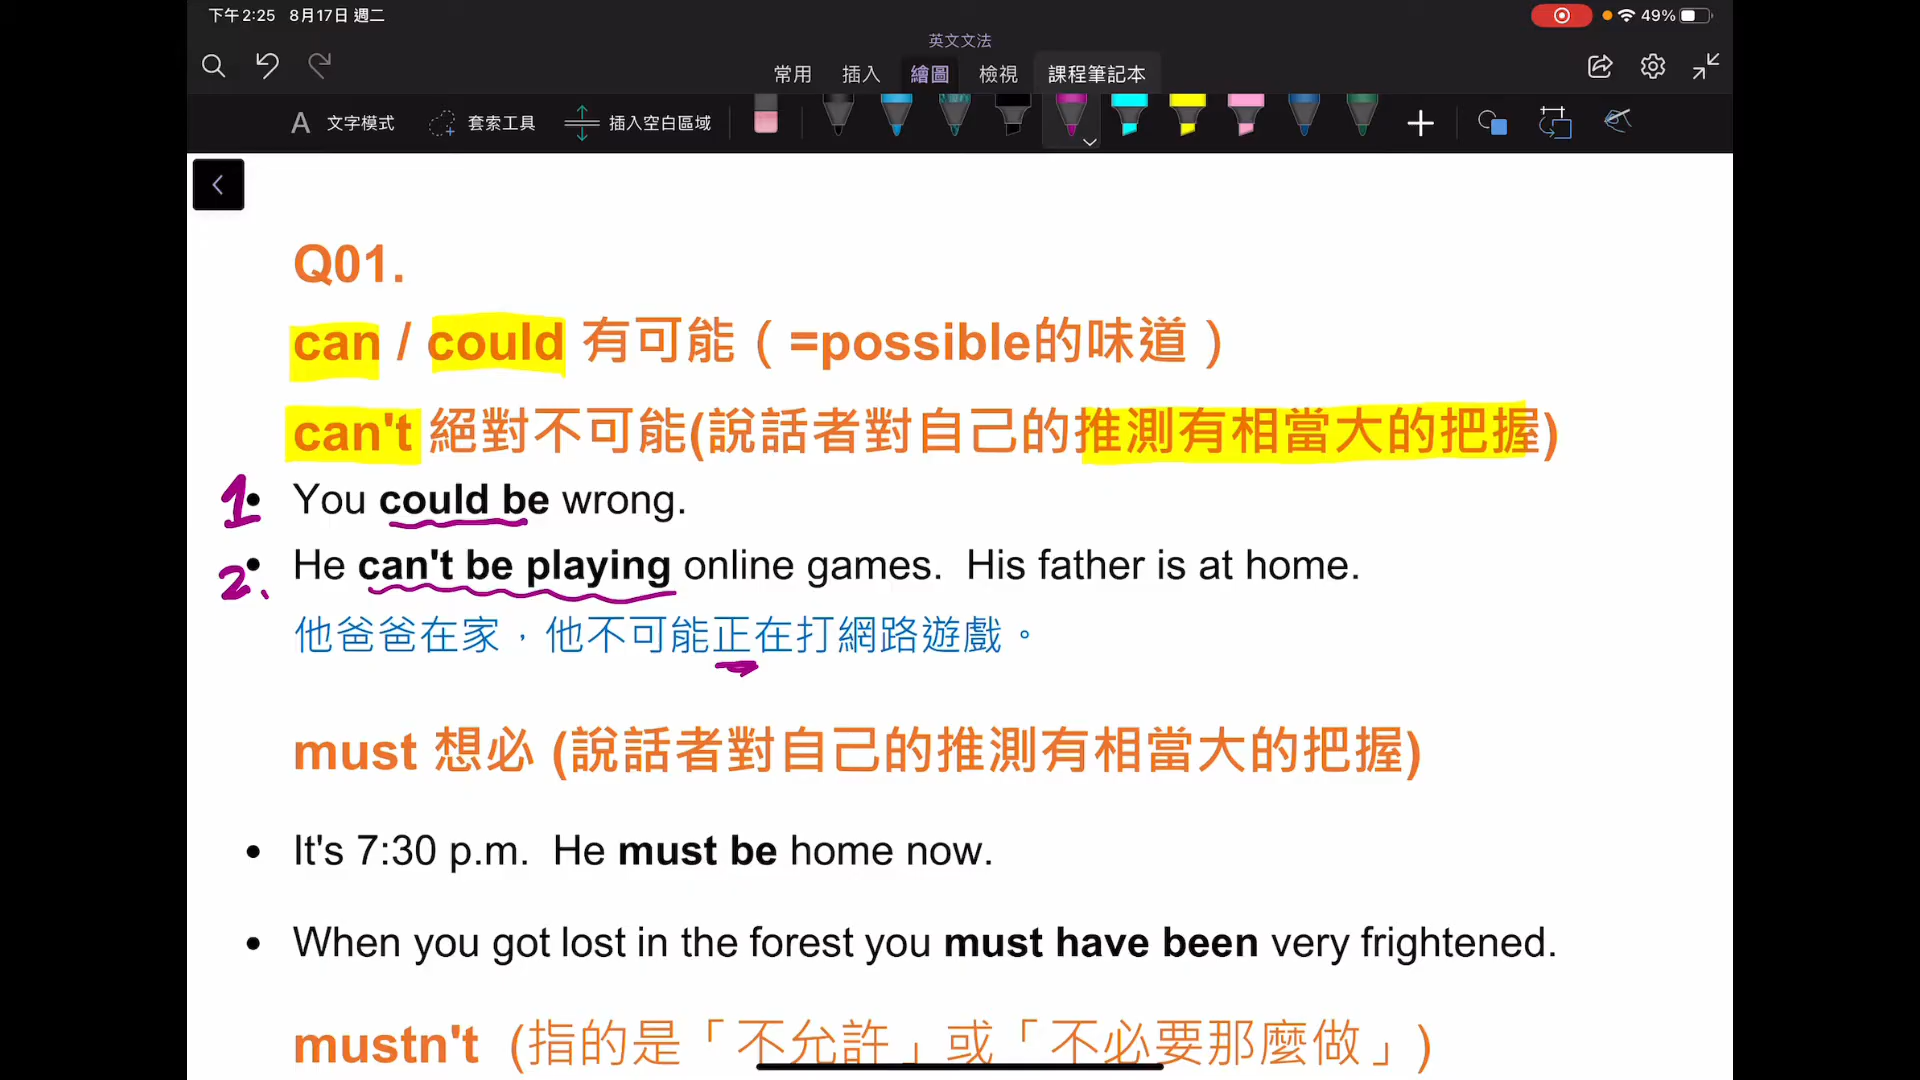 下午2:25 8月17日 週二
49%
英文文法
常用 插入 繪圖 檢視 課程筆記本
A 文字模式 套索工具 插入空白區域
Q01.
can / could 有可能（=possible的味道）
can't 絕對不可能(說話者對自己的推測有相當大的把握)
1 • You could be wrong.
2. • He can't be playing online games. His father is at home.
他爸爸在家，他不可能正在打網路遊戲。
must 想必 (說話者對自己的推測有相當大的把握)
• It's 7:30 p.m. He must be home now.
• When you got lost in the forest you must have been very frightened.
mustn't （指的是「不允許」或「不必要那麼做」)